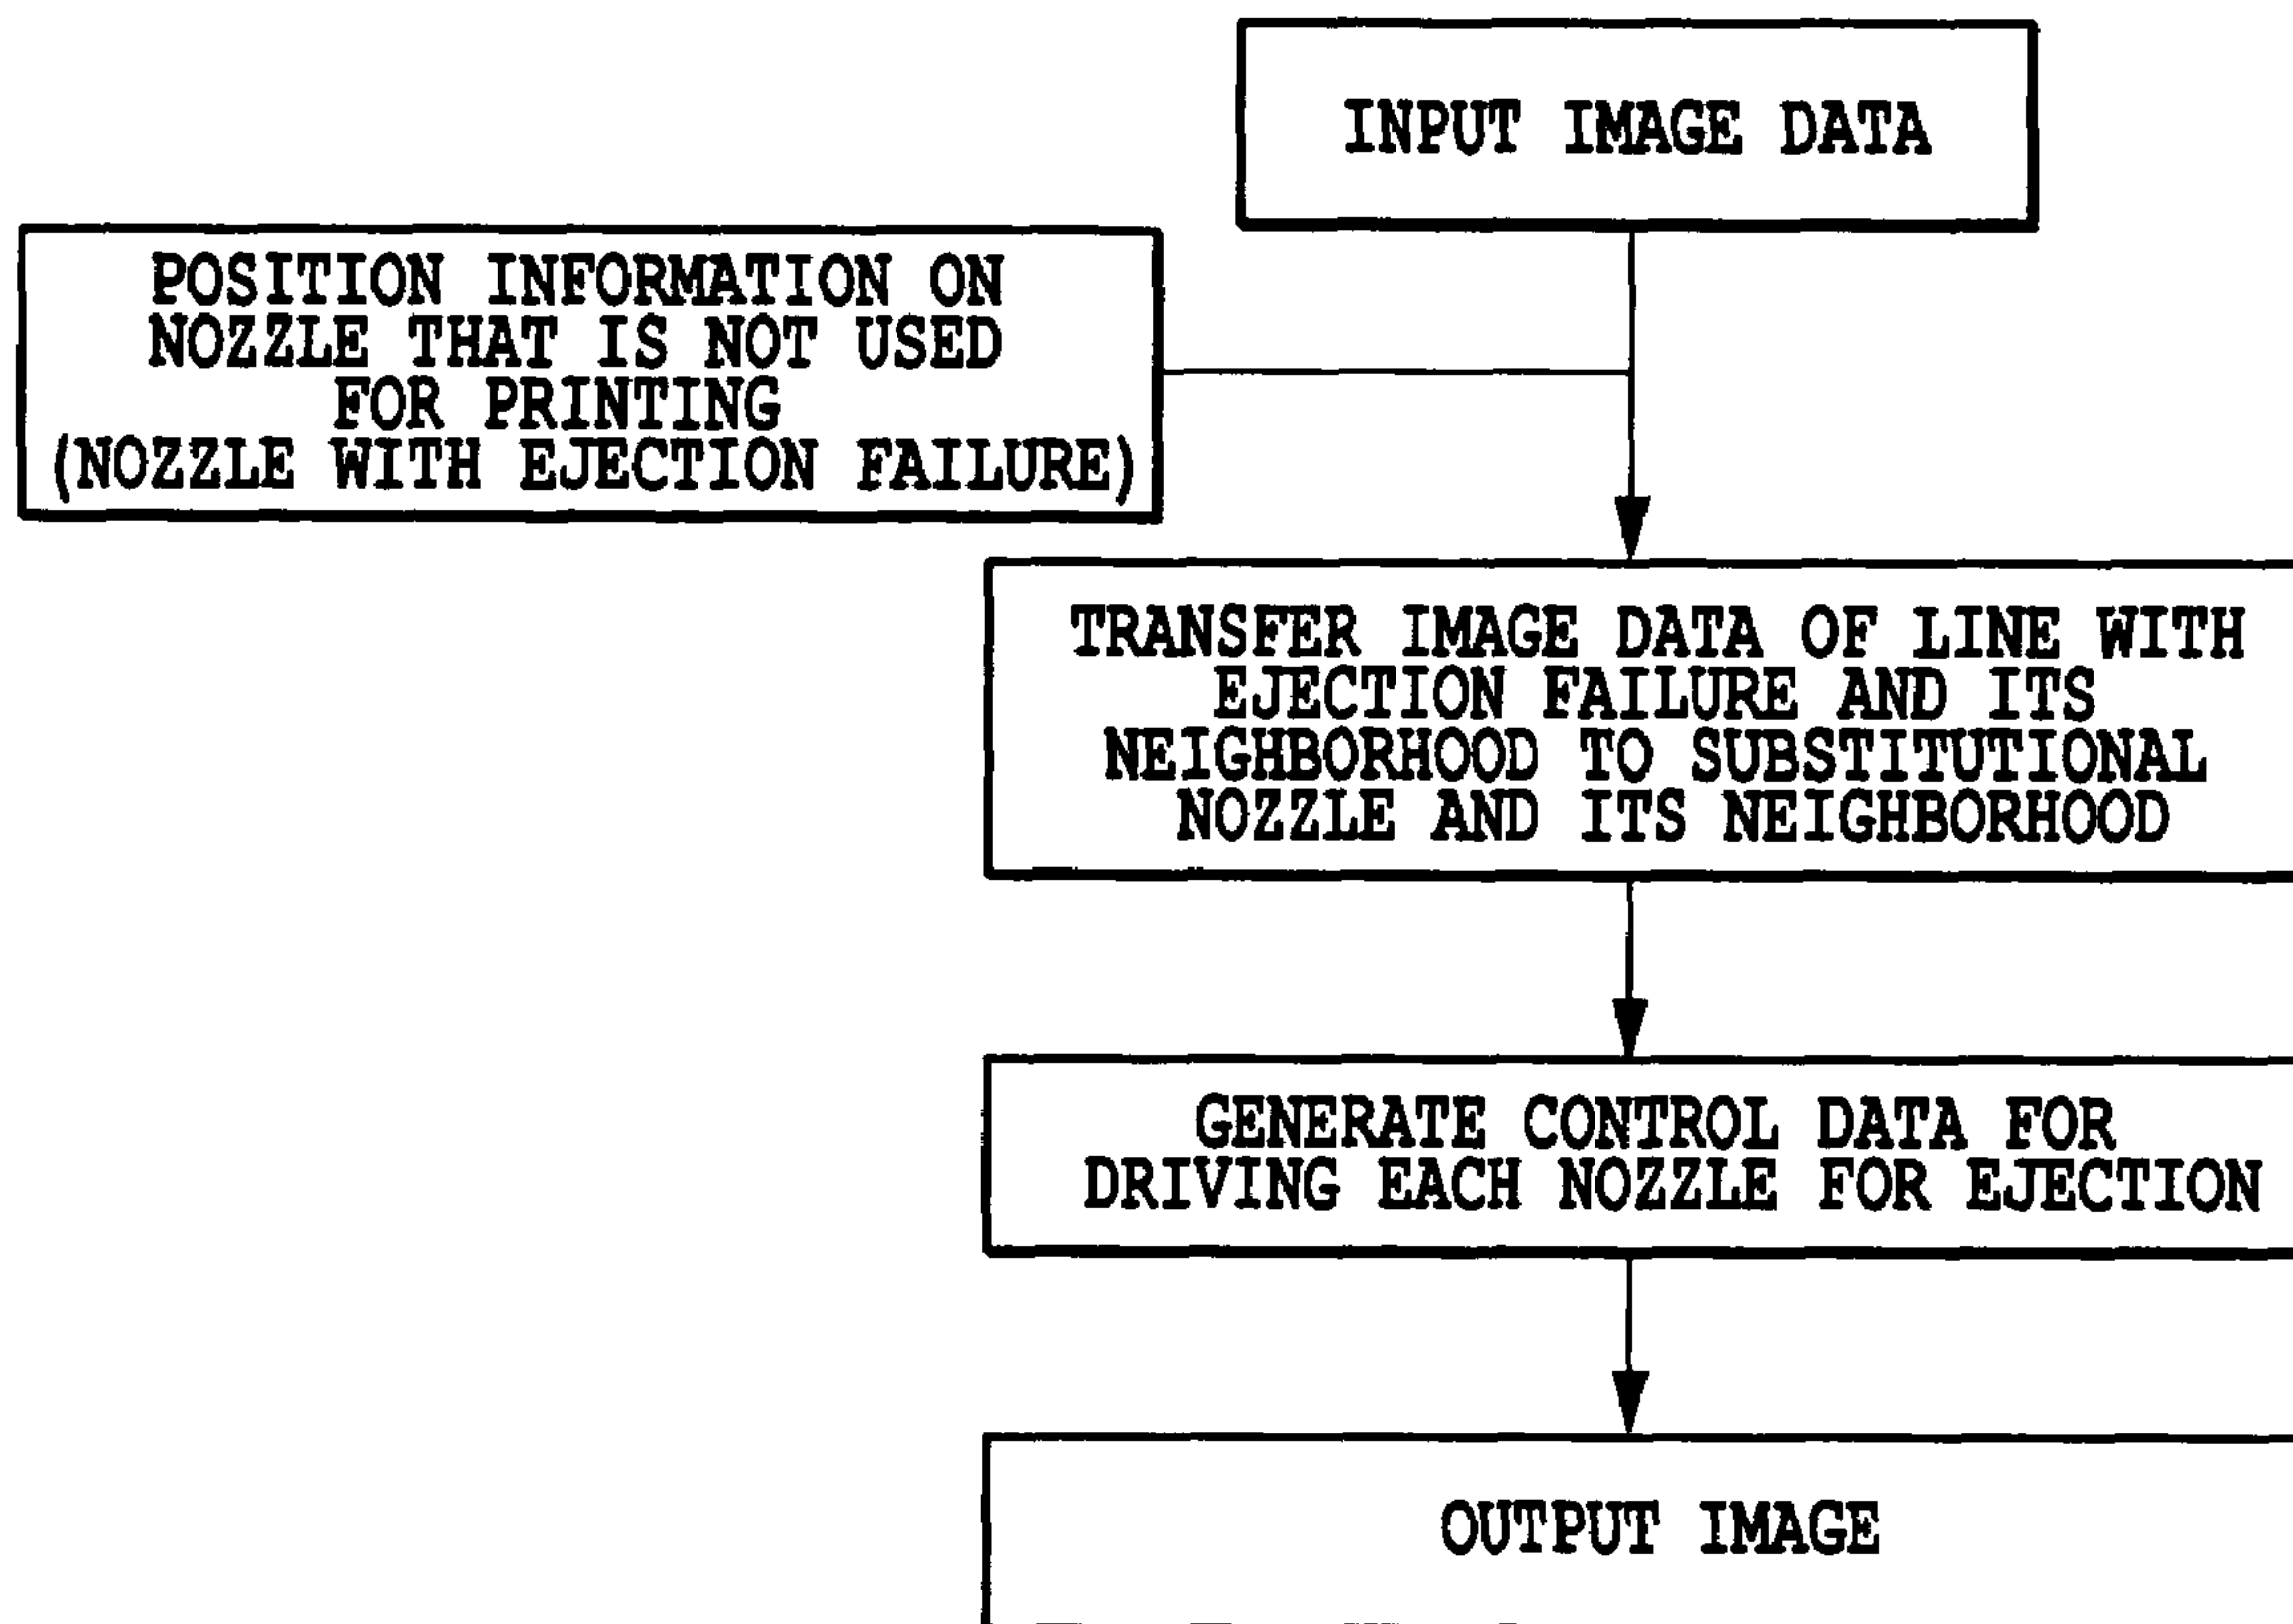 INPUT IMAGE DATA
POSITION INFORMATION ON
NOZZLE THAT IS NOT USED
FOR PRINTING
(NOZZLE WITH EJECTION FAILURE)
TRANSFER IMAGE DATA OF LINE WITH
EJECTION FAILURE AND ITS
NEIGHBORHOOD TO SUBSTITUTIONAL
NOZZLE AND ITS NEIGHBORHOOD
GENERATE CONTROL DATA FOR
DRIVING EACH NOZZLE FOR EJECTION
OUTPUT IMAGE